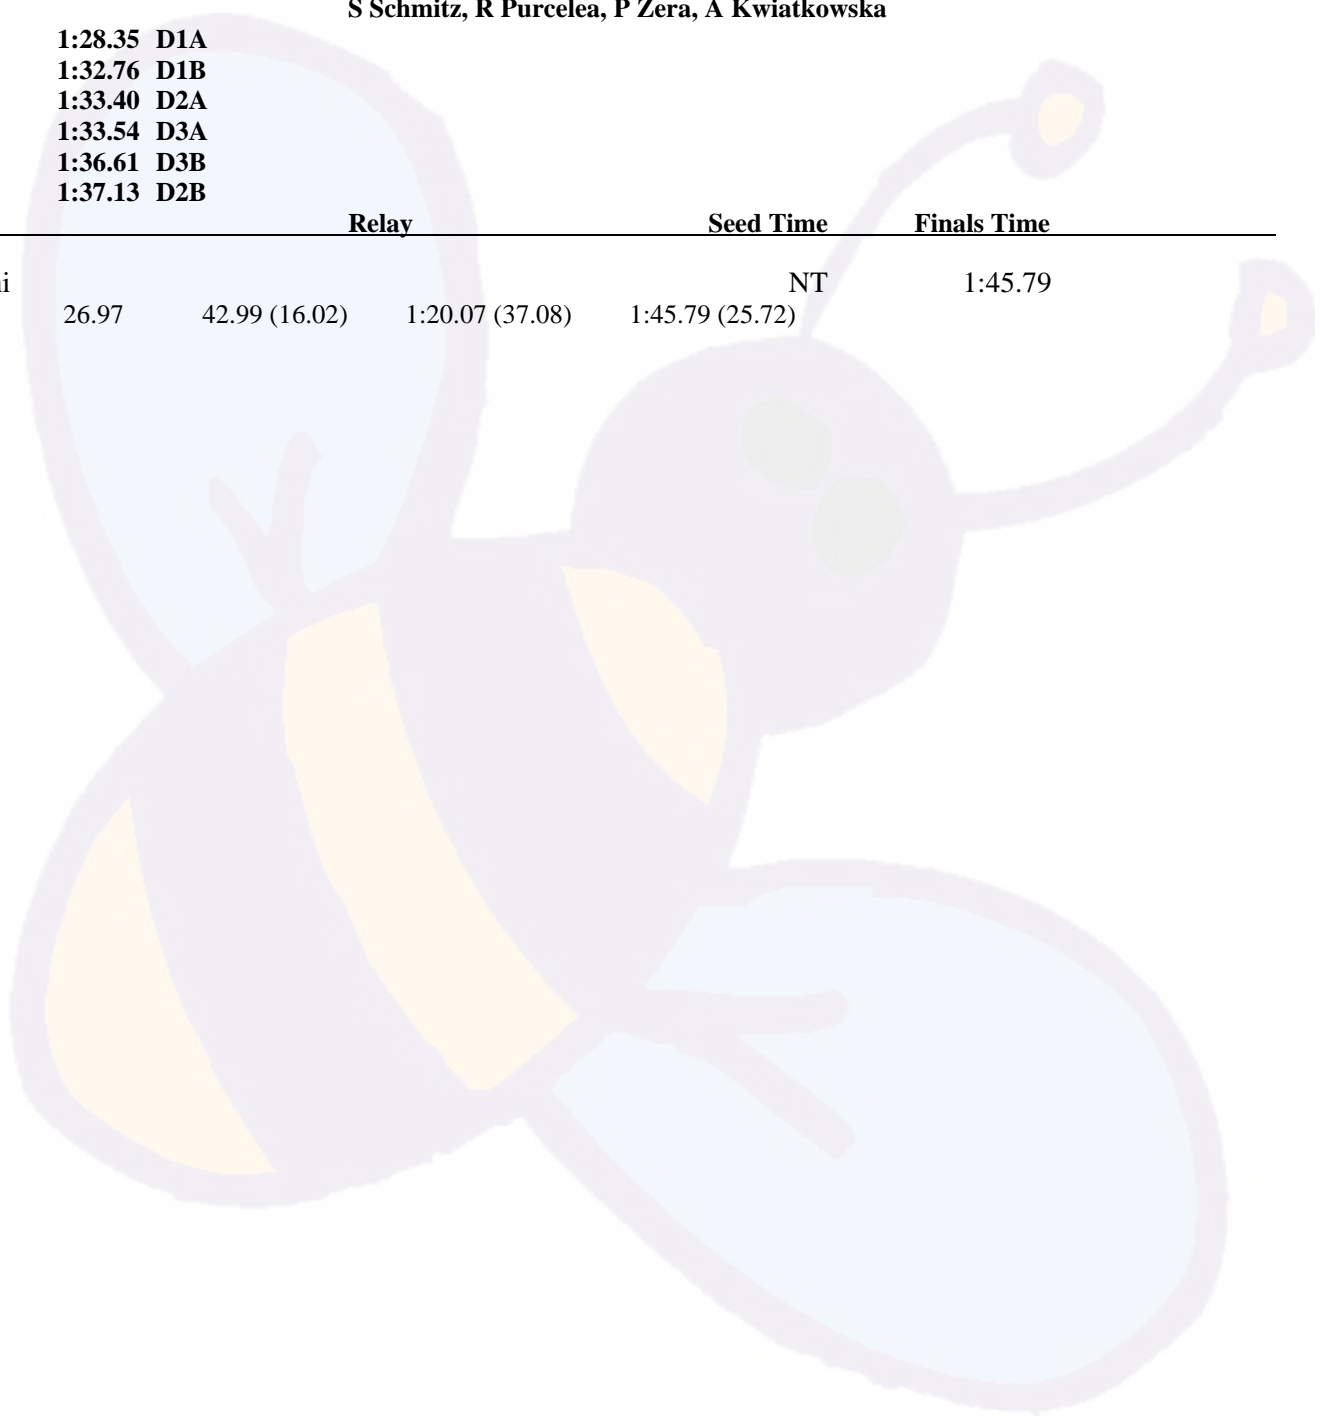 S Schmitz, R Purcelea, P Zera, A Kwiatkowska
1:28.35 D1A
1:32.76 D1B
1:33.40 D2A
1:33.54 D3A
1:36.61 D3B
1:37.13 D2B
Relay Seed Time Finals Time
NT 1:45.79
26.97 42.99 (16.02) 1:20.07 (37.08) 1:45.79 (25.72)